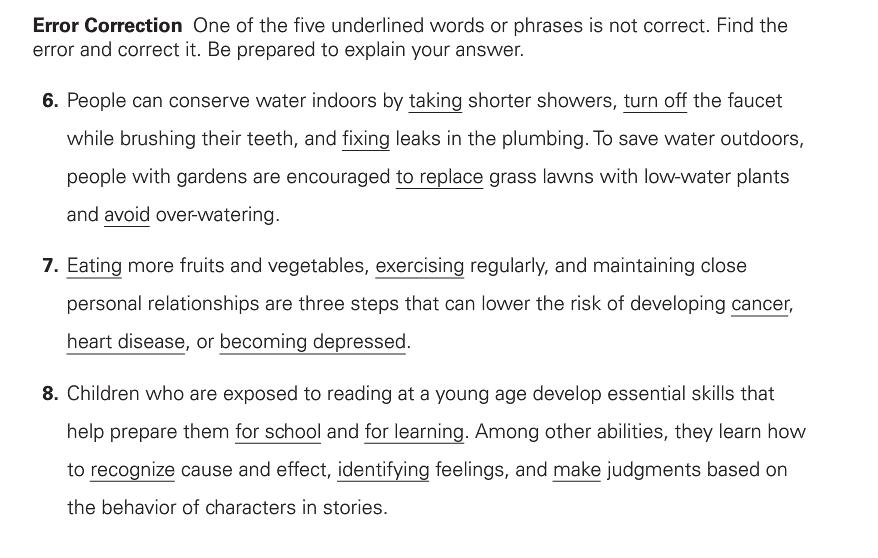 Error Correction One of the five underlined words or phrases is not correct. Find the
error and correct it. Be prepared to explain your answer.
6. People can conserve water indoors by taking shorter showers, turn off the faucet
while brushing their teeth, and fixing leaks in the plumbing. To save water outdoors,
people with gardens are encouraged to replace grass lawns with low-water plants
and avoid over-watering.
7. Eating more fruits and vegetables, exercising regularly, and maintaining close
personal relationships are three steps that can lower the risk of developing cancer,
heart disease, or becoming depressed.
8. Children who are exposed to reading at a young age develop essential skills that
help prepare them for school and for learning. Among other abilities, they learn how
to recognize cause and effect, identifying feelings, and make judgments based on
the behavior of characters in stories.